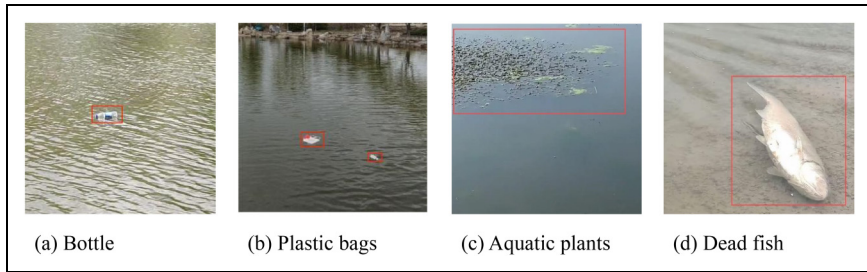 (a) Bottle
(b) Plastic bags
(c) Aquatic plants
(d) Dead fish